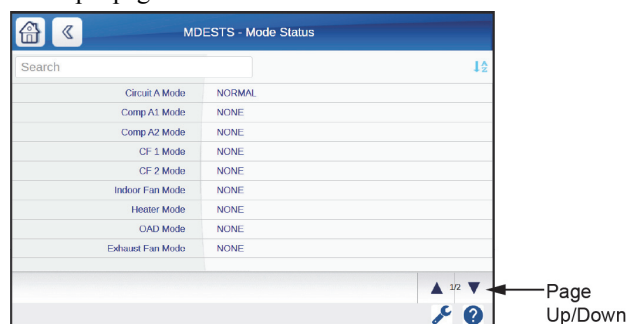 MDESTS - Mode Status
Search
Circuit A Mode NORMAL
Comp A1 Mode NONE
Comp A2 Mode NONE
CF 1 Mode NONE
CF 2 Mode NONE
Indoor Fan Mode NONE
Heater Mode NONE
OAD Mode NONE
Exhaust Fan Mode NONE
1/2
Page
Up/Down